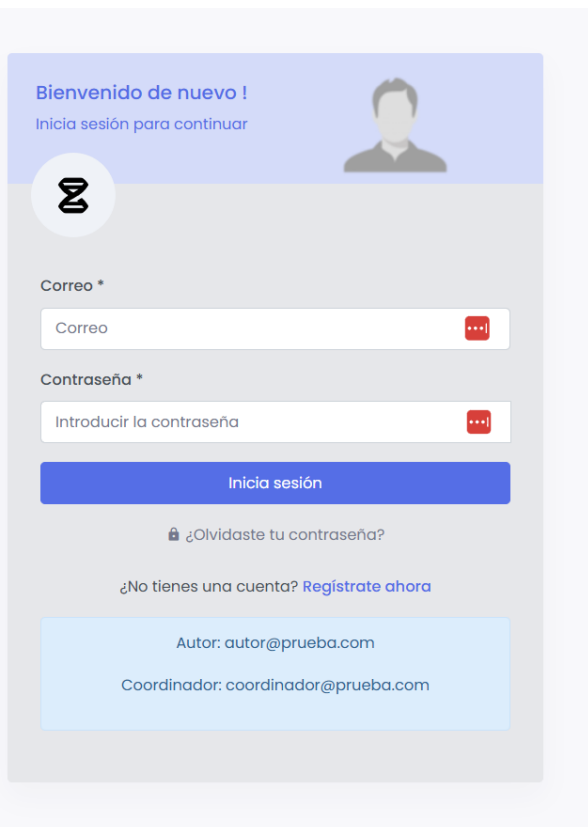 Bienvenido de nuevo !
Inicia sesión para continuar
Correo *
Correo
Contraseña *
Introducir la contraseña
Inicia sesión
¿Olvidaste tu contraseña?
¿No tienes una cuenta? Regístrate ahora
Autor: autor@prueba.com
Coordinador: coordinador@prueba.com